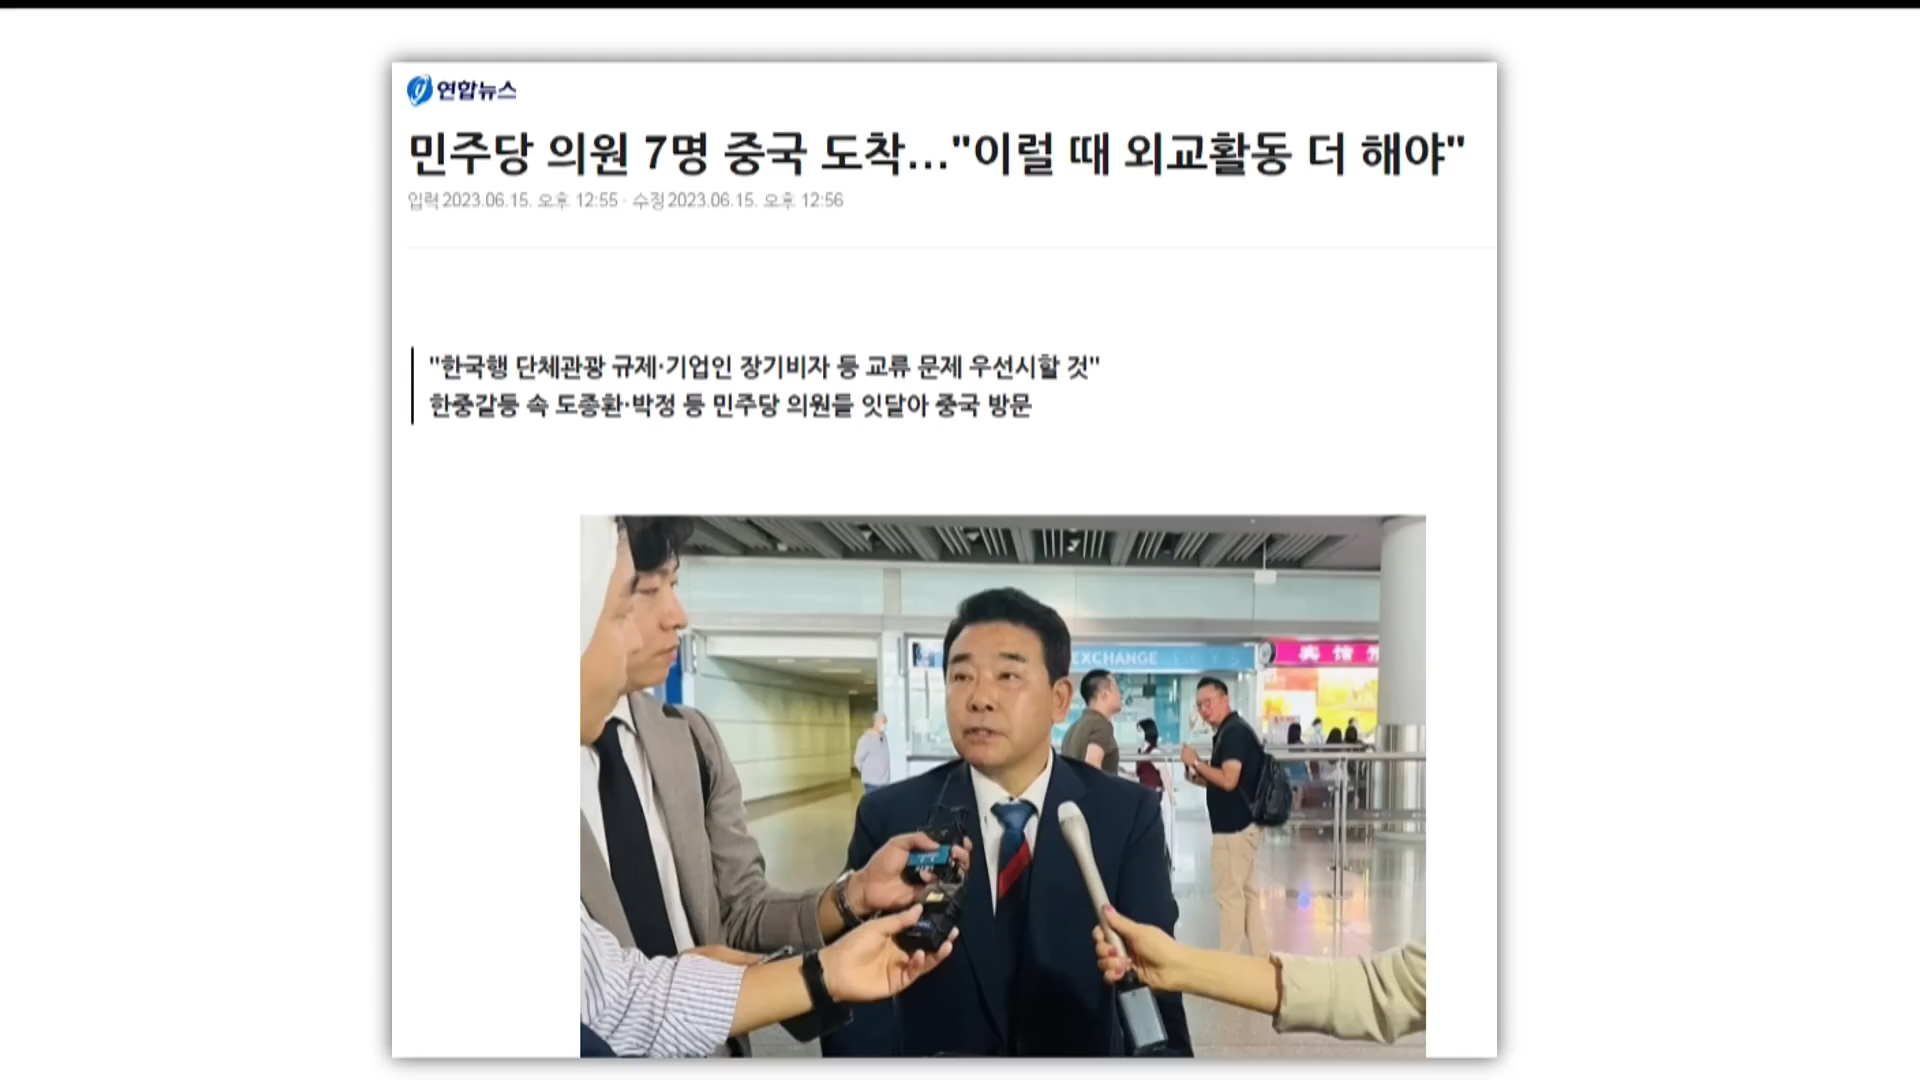 연합뉴스
민주당 의원 7명 중국 도착..."이럴 때 외교활동 더 해야"
입력 2023.06.15. 오후 12:55 · 수정 2023.06.15. 오후 12:56
"한국행 단체관광 규제·기업인 장기비자 등 교류 문제 우선시할 것"
한중갈등 속 도종환·박정 등 민주당 의원들 잇달아 중국 방문
EXCHANGE
宾馆